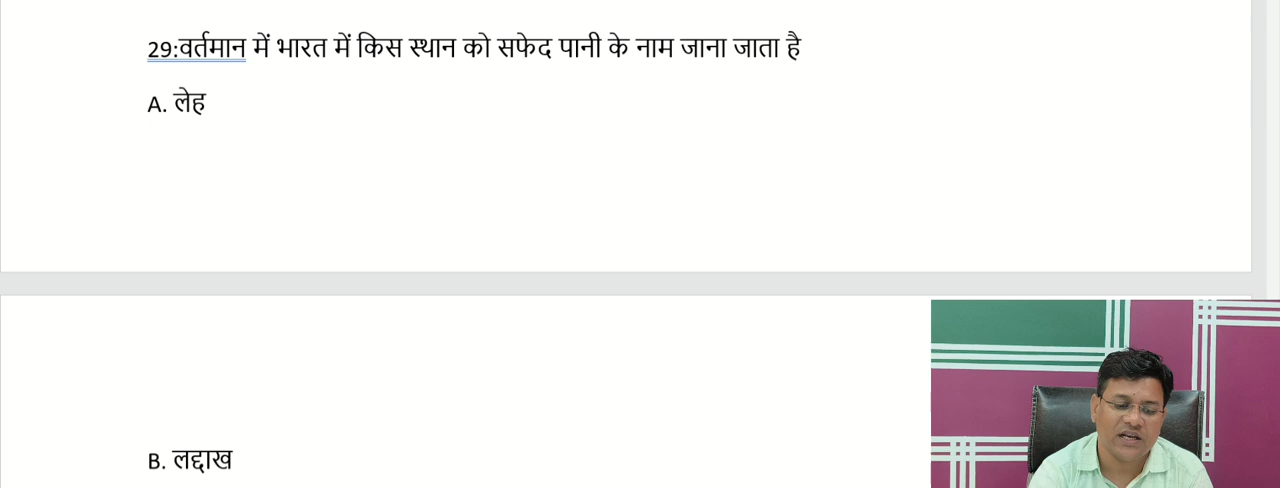 29:वर्तमान में भारत में किस स्थान को सफेद पानी के नाम जाना जाता है
A. लेह
B. लद्दाख